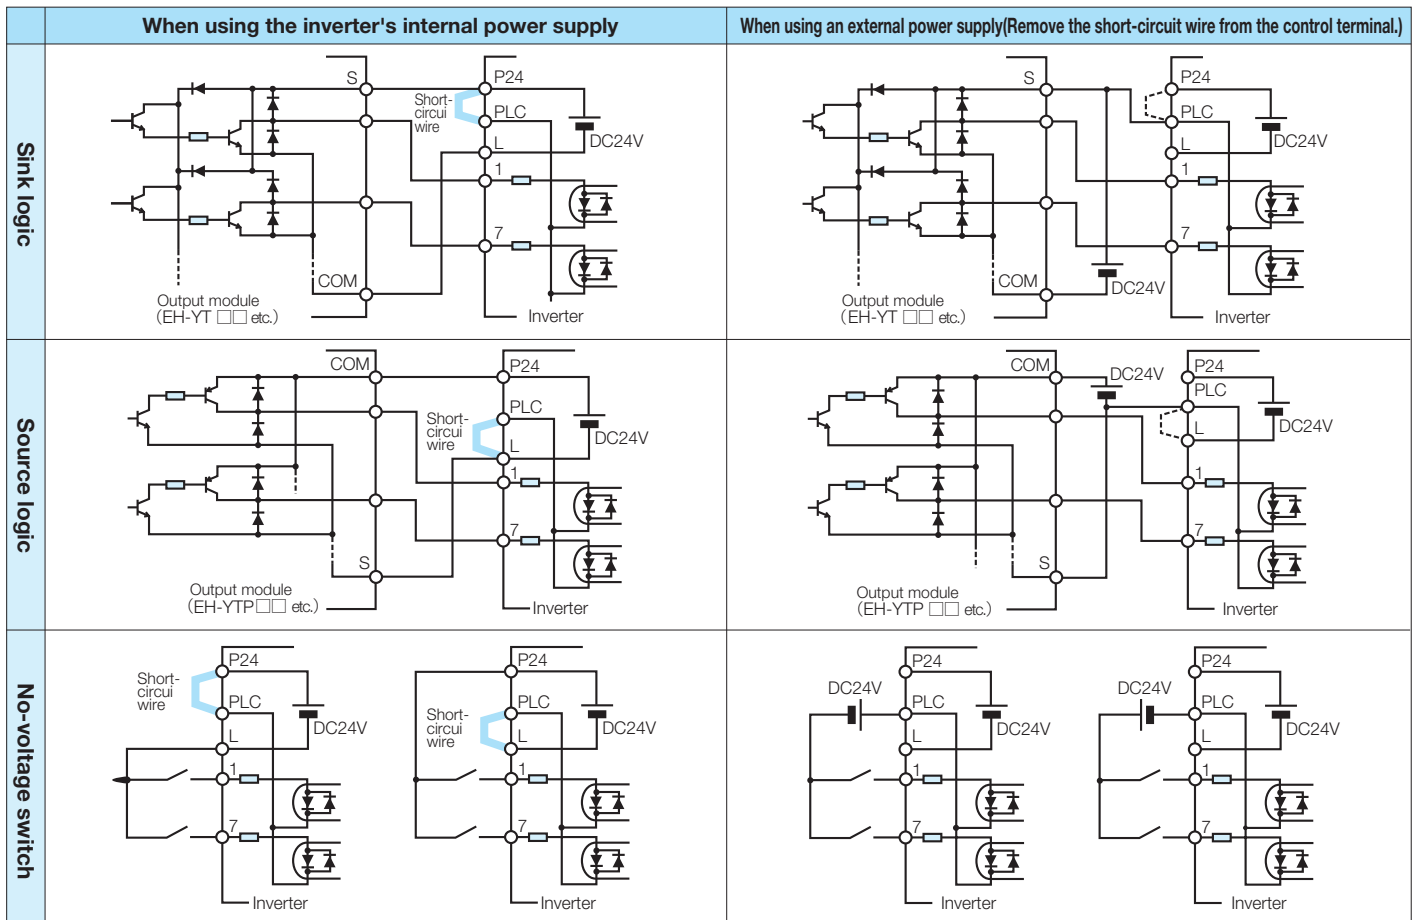 When using the inverter's internal power supply
When using an external power supply(Remove the short-circuit wire from the control terminal.)
Sink logic
S
P24
Short-
circui
wire
PLC
L
DC24V
1
7
COM
Output module
(EH-YT □□ etc.)
Inverter
S
P24
PLC
L
DC24V
1
7
COM
DC24V
Output module
(EH-YT □□ etc.)
Inverter
Source logic
COM
P24
PLC
Short-
circui
wire
L
DC24V
1
7
S
Output module
(EH-YTP□□ etc.)
Inverter
COM
DC24V
P24
PLC
L
DC24V
1
7
S
Output module
(EH-YTP □□ etc.)
Inverter
No-voltage switch
P24
Short-
circui
wire
PLC
L
DC24V
1
7
Inverter
P24
PLC
Short-
circui
wire
L
DC24V
1
7
Inverter
P24
DC24V
PLC
L
DC24V
1
7
Inverter
P24
DC24V
PLC
L
DC24V
1
7
Inverter